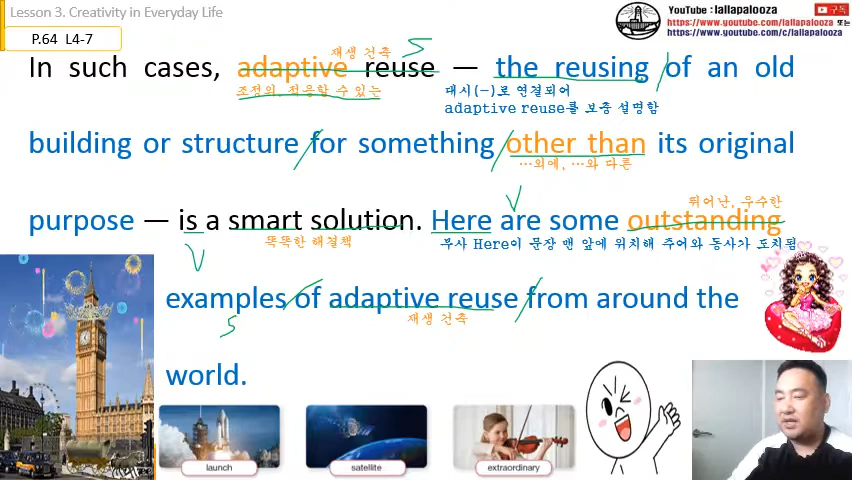 Lesson 3. Creativity in Everyday Life
YouTube : lallapalooza
구독
https://www.youtube.com/lallapalooza 또는
https://www.youtube.com/c/lallapalooza
P.64 L4-7
재생 건축
S
In such cases, adaptive reuse — the reusing of an old
조정의, 적응할 수 있는
대시(—)로 연결되어
adaptive reuse를 보충 설명함
building or structure for something other than its original
…외에, …와 다른
뛰어난, 우수한
V
purpose — is a smart solution. Here are some outstanding
똑똑한 해결책
부사 Here이 문장 맨 앞에 위치해 주어와 동사가 도치됨
V
examples of adaptive reuse from around the
S
재생 건축
world.
launch
satellite
extraordinary